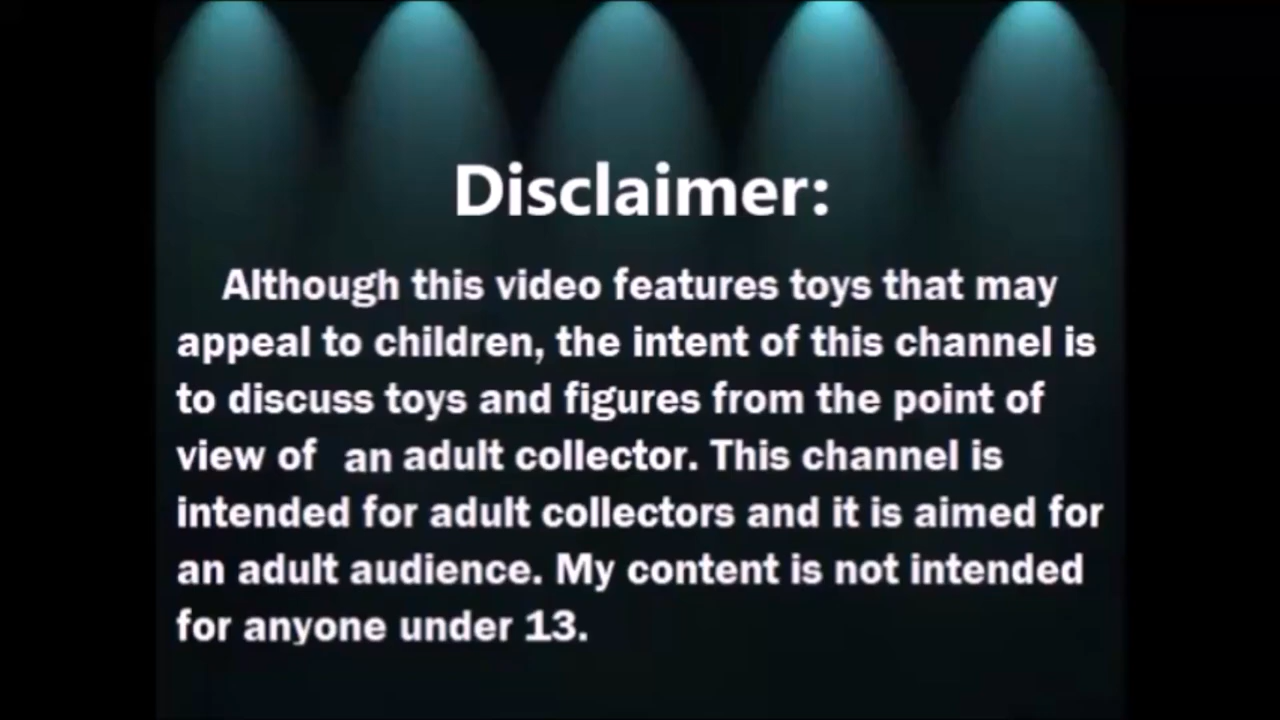 Disclaimer:
Although this video features toys that may
appeal to children, the intent of this channel is
to discuss toys and figures from the point of
view of an adult collector. This channel is
intended for adult collectors and it is aimed for
an adult audience. My content is not intended
for anyone under 13.